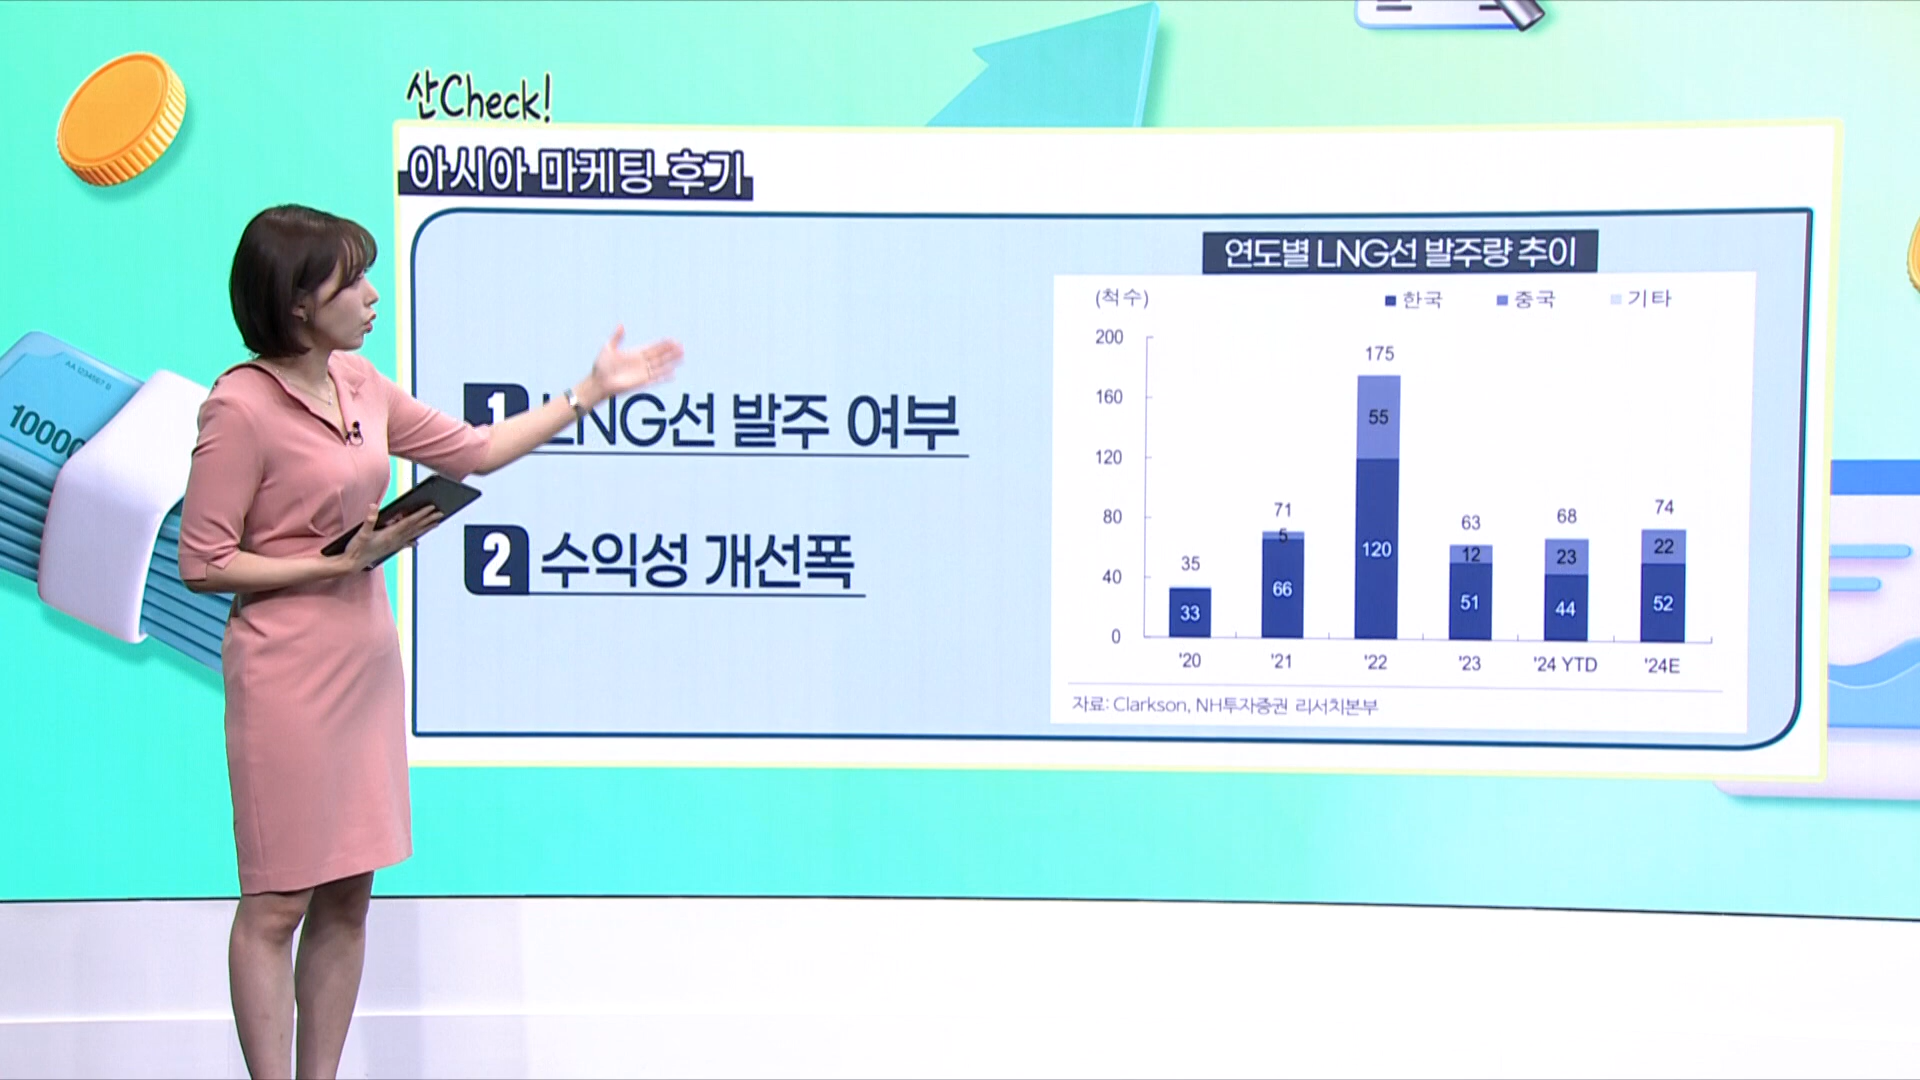 산Check!
아시아 마케팅 후기
1 LNG선 발주 여부
2 수익성 개선폭
연도별 LNG선 발주량 추이
(척수)
한국 중국 기타
200
160
120
80
40
0
35
33
71
5
66
175
55
120
63
12
51
68
23
44
74
22
52
'20 '21 '22 '23 '24 YTD '24E
자료: Clarkson, NH투자증권 리서치본부
AA 1234567 B
10000